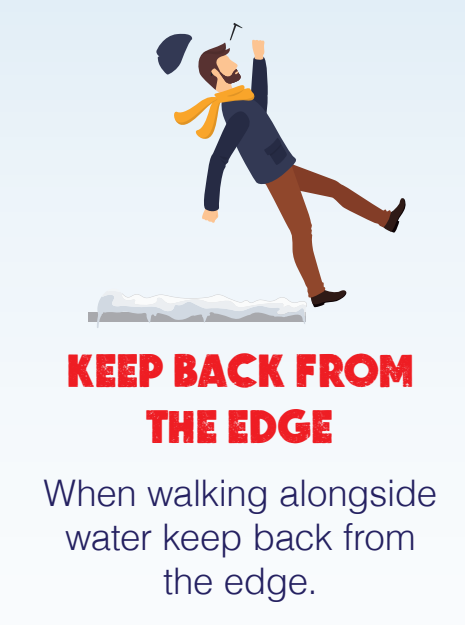 KEEP BACK FROM
THE EDGE
When walking alongside
water keep back from
the edge.